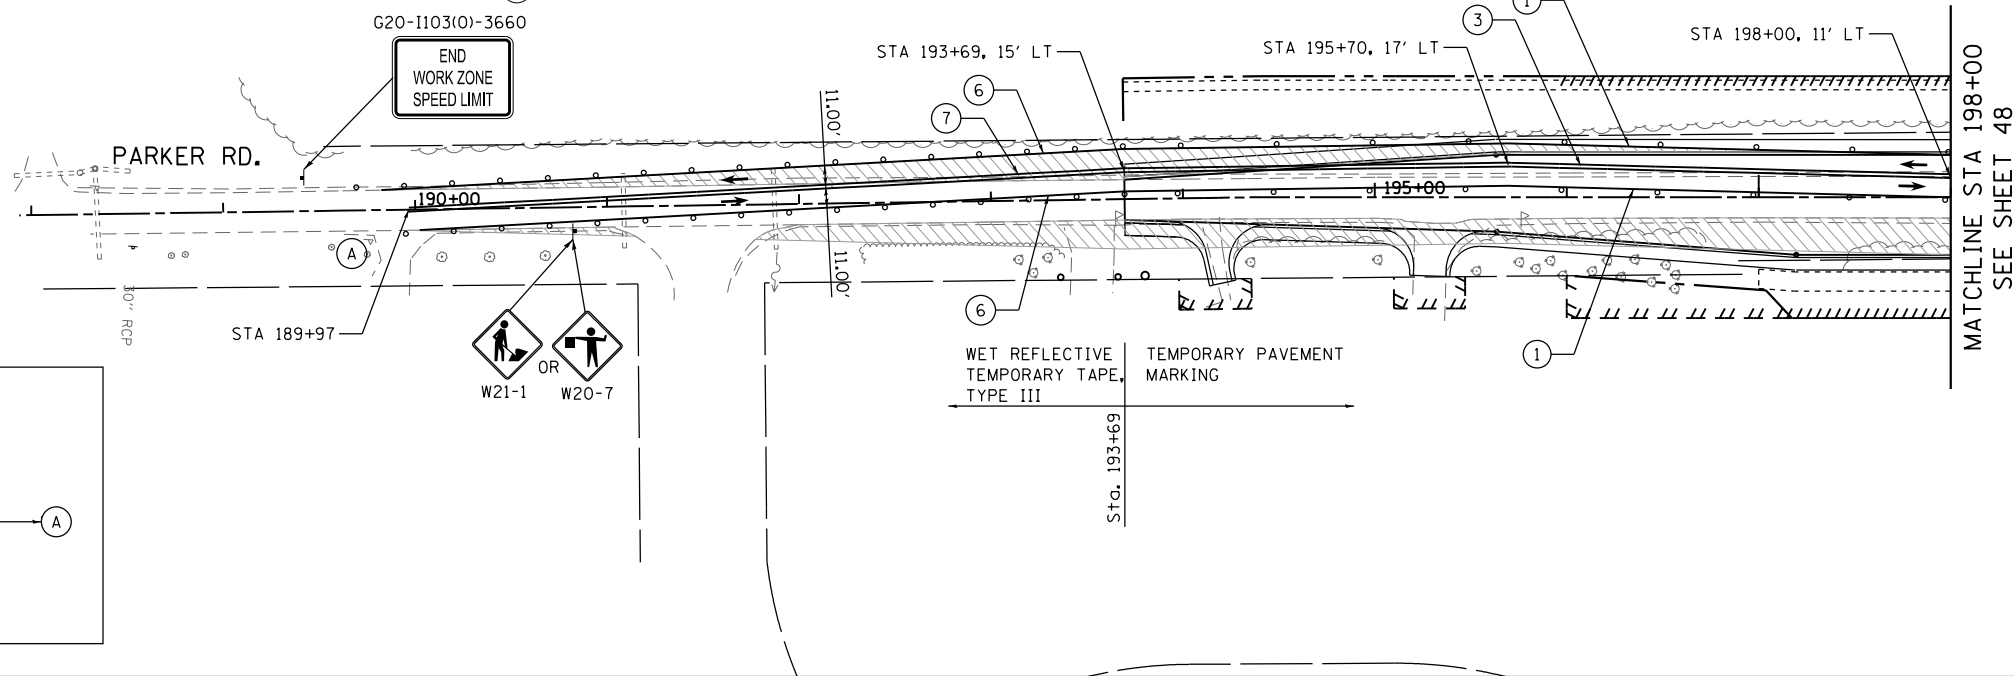 G20-I103(O)-3660
END
WORK ZONE
SPEED LIMIT
PARKER RD.
STA 193+69, 15' LT
STA 195+70, 17' LT
STA 198+00, 11' LT
1
3
6
7
11.00'
190+00
195+00
A
11.00'
30" RCP
STA 189+97
6
1
W21-1
OR
W20-7
WET REFLECTIVE
TEMPORARY TAPE,
TYPE III
TEMPORARY PAVEMENT
MARKING
Sta. 193+69
A
MATCHLINE STA 198+00
SEE SHEET 48